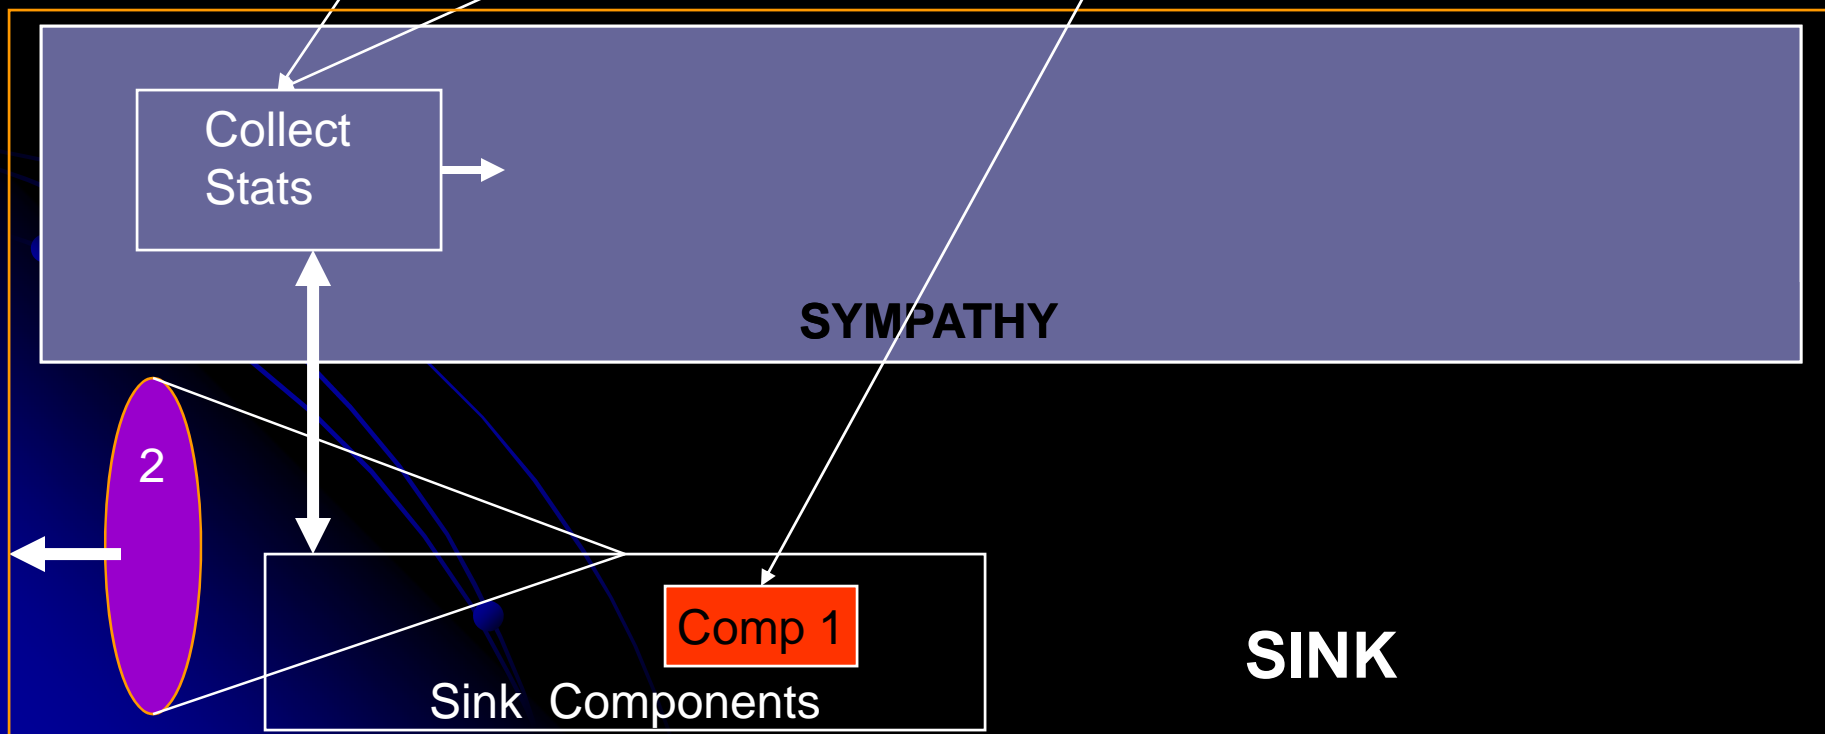 Collect
Stats
SYMPATHY
2
Comp 1
SINK
Sink Components